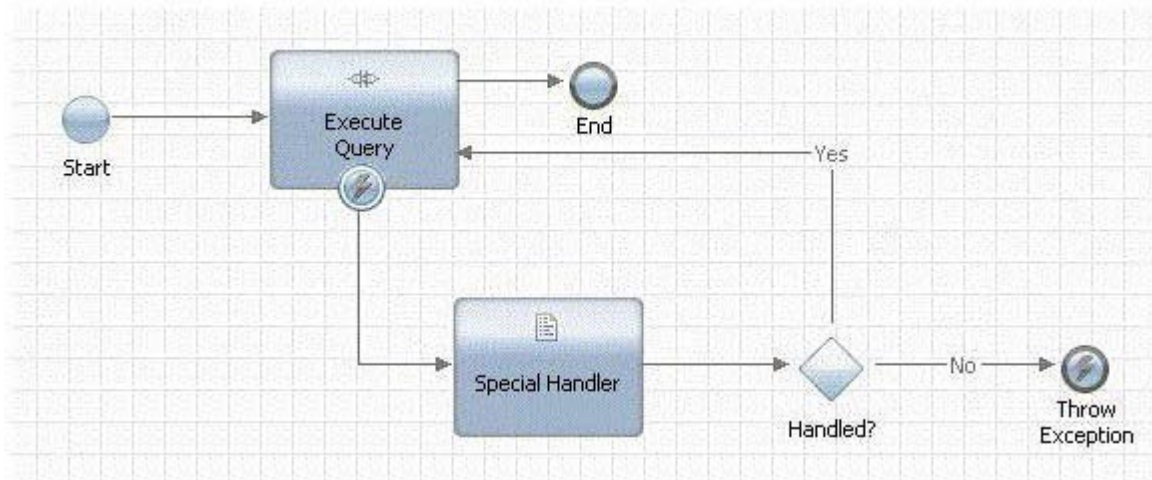 Start
Execute
Query
End
Yes
Special Handler
Handled?
No
Throw
Exception